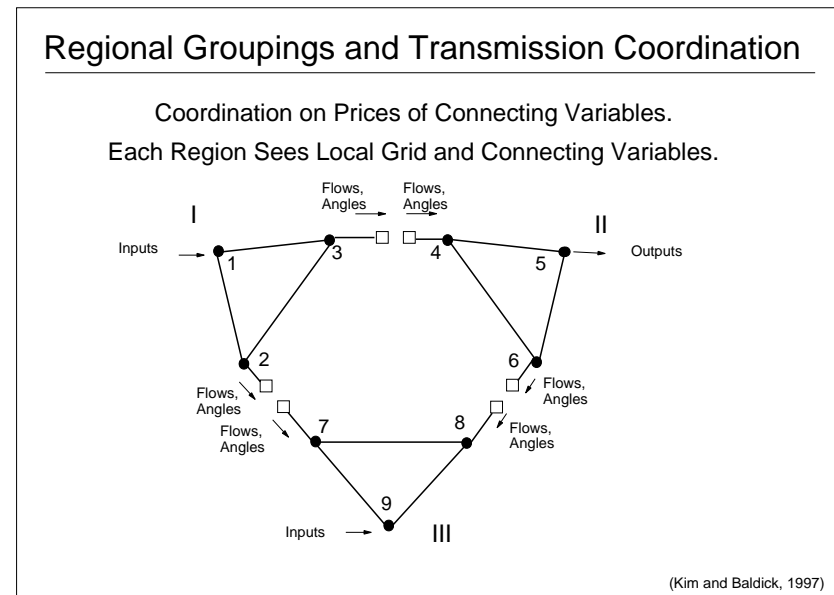 Regional Groupings and Transmission Coordination
Coordination on Prices of Connecting Variables.
Each Region Sees Local Grid and Connecting Variables.
Flows,
Angles
Flows,
Angles
I
II
Inputs
1
3
4
5
Outputs
2
6
Flows,
Angles
Flows,
Angles
Flows,
Angles
Flows,
Angles
7
8
9
Inputs
III
(Kim and Baldick, 1997)